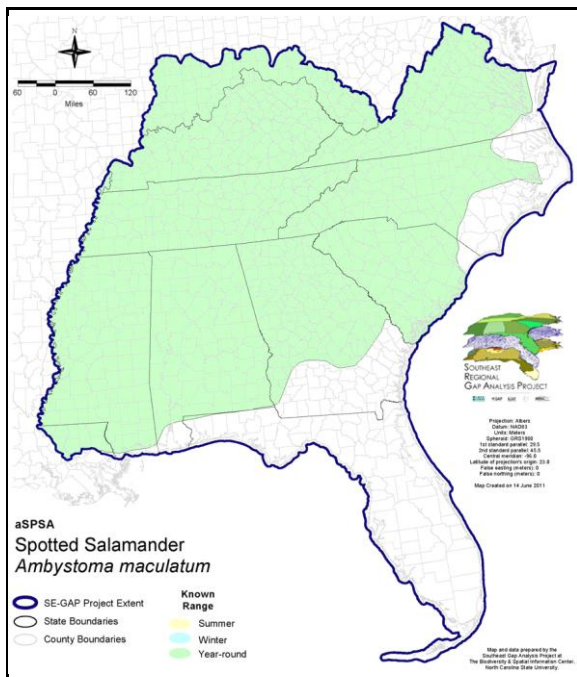 N
60 0 60 120
Miles
SOUTHEAST
REGIONAL
GAP ANALYSIS PROJECT
Projection: Albers
Datum: NAD83
Units: Meters
Spheroid: GRS1980
1st standard parallel: 29.5
2nd standard parallel: 45.5
Central meridian: -96.0
Latitude of projection's origin: 23.0
False easting (meters): 0
False northing (meters): 0
Map Created on 14 June 2011
aSPSA
Spotted Salamander
Ambystoma maculatum
SE-GAP Project Extent
State Boundaries
County Boundaries
Known
Range
Summer
Winter
Year-round
Map and data prepared by the
Southeast Gap Analysis Project at
The Biodiversity & Spatial Information Center,
North Carolina State University.